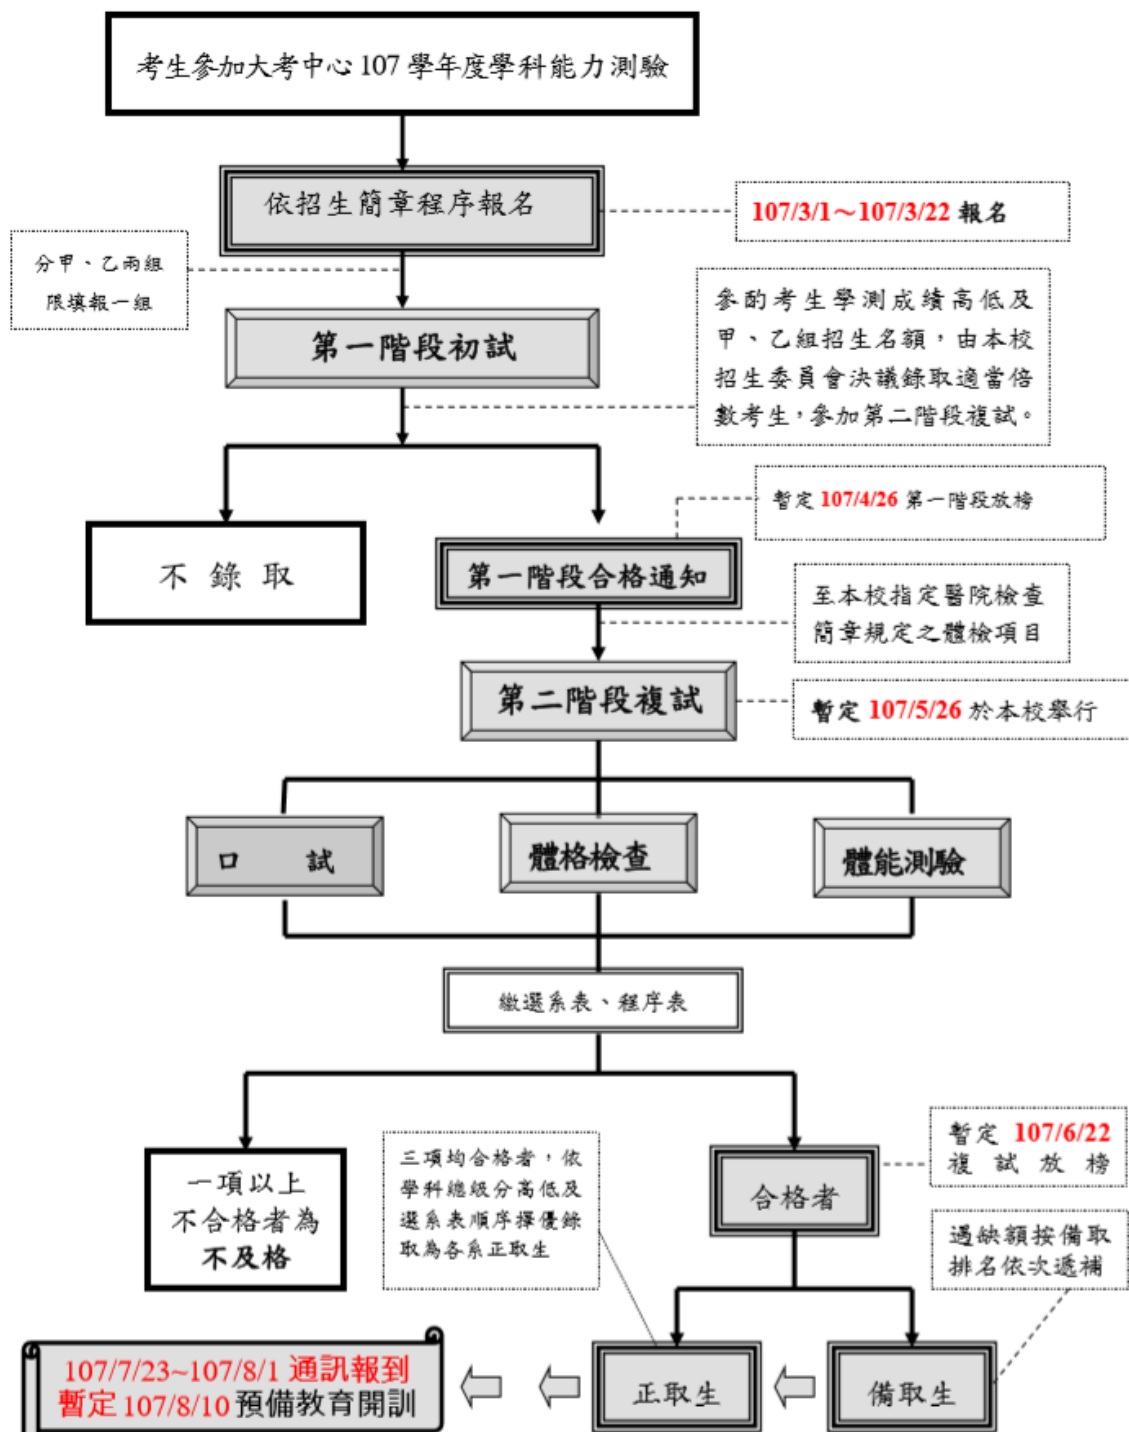 考生參加大考中心 107 學年度學科能力測驗
依招生簡章程序報名
107/3/1～107/3/22 報名
分甲、乙兩組
限填報一組
第一階段初試
參酌考生學測成績高低及
甲、乙組招生名額，由本校
招生委員會決議錄取適當倍
數考生，參加第二階段複試。
暫定 107/4/26 第一階段放榜
不 錄 取
第一階段合格通知
至本校指定醫院檢查
簡章規定之體檢項目
第二階段複試
暫定 107/5/26 於本校舉行
口 試
體格檢查
體能測驗
繳選系表、程序表
一項以上
不合格者為
不及格
三項均合格者，依
學科總級分高低及
選系表順序擇優錄
取為各系正取生
合格者
暫定 107/6/22
複試放榜
遇缺額按備取
排名依次遞補
107/7/23~107/8/1 通訊報到
暫定 107/8/10 預備教育開訓
正取生
備取生